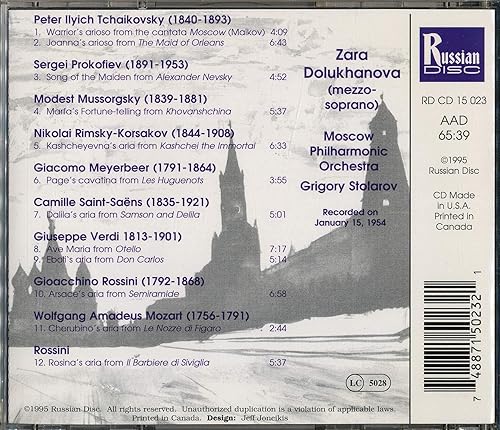 Peter Ilyich Tchaikovsky (1840-1893)
1. Warrior's arioso from the cantata Moscow (Maikov) 4:09
2. Joanna's arioso from The Maid of Orleans 6:43
Sergei Prokofiev (1891-1953)
3. Song of the Maiden from Alexander Nevsky 4:52
Modest Mussorgsky (1839-1881)
4. Marfa's Fortune-telling from Khovanshchina 5:37
Nikolai Rimsky-Korsakov (1844-1908)
5. Kashcheyevna's aria from Kashchei the Immortal 6:33
Giacomo Meyerbeer (1791-1864)
6. Page's cavatina from Les Huguenots 3:55
Camille Saint-Saëns (1835-1921)
7. Dalila's aria from Samson and Delila 5:01
Giuseppe Verdi 1813-1901)
8. Ave Maria from Otello 7:17
9. Eboli's aria from Don Carlos 5:14
Gioacchino Rossini (1792-1868)
10. Arsace's aria from Semiramide 6:58
Wolfgang Amadeus Mozart (1756-1791)
11. Cherubino's aria from Le Nozze di Figaro 2:44
Rossini
12. Rosina's aria from Il Barbiere di Siviglia 5:37
Zara
Dolukhanova
(mezzo-
soprano)
Moscow
Philharmonic
Orchestra
Grigory Stolarov
Recorded on
January 15, 1954
Russian
DISC
RD CD 15 023
AAD
65:39
©1995
Russian Disc
CD Made
in U.S.A.
Printed in
Canada
7 48871 50232 1
LC 5028
©1995 Russian Disc. All rights reserved. Unauthorized duplication is a violation of applicable laws.
Printed in Canada. Design: Jeff Joneikis